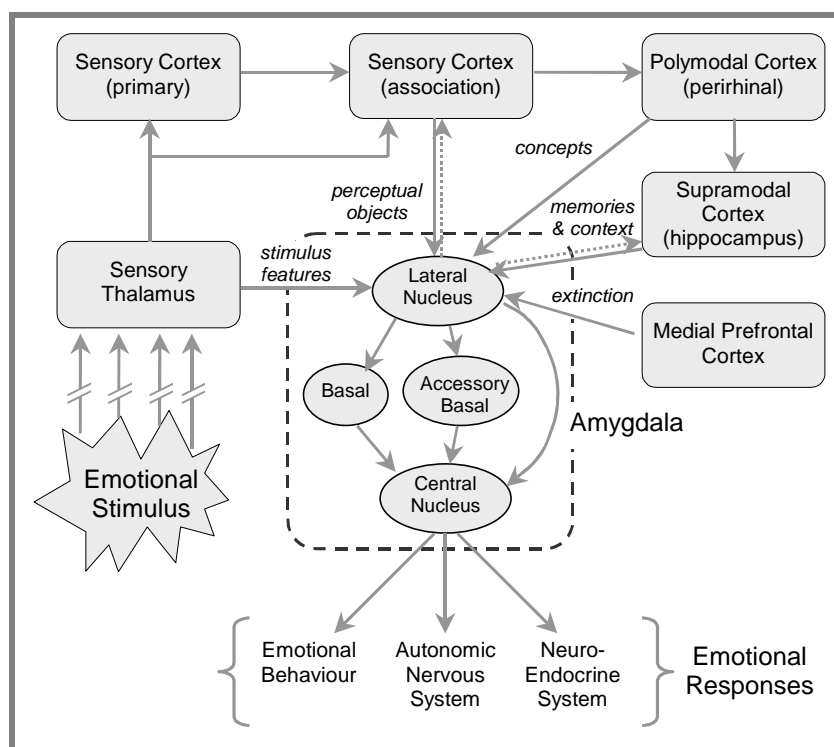 Sensory Cortex
(primary)
Sensory Cortex
(association)
Polymodal Cortex
(perirhinal)
concepts
perceptual
objects
memories
& context
Supramodal
Cortex
(hippocampus)
Sensory
Thalamus
stimulus
features
Lateral
Nucleus
extinction
Medial Prefrontal
Cortex
Basal
Accessory
Basal
Amygdala
Emotional
Stimulus
Central
Nucleus
Emotional
Behaviour
Autonomic
Nervous
System
Neuro-
Endocrine
System
Emotional
Responses